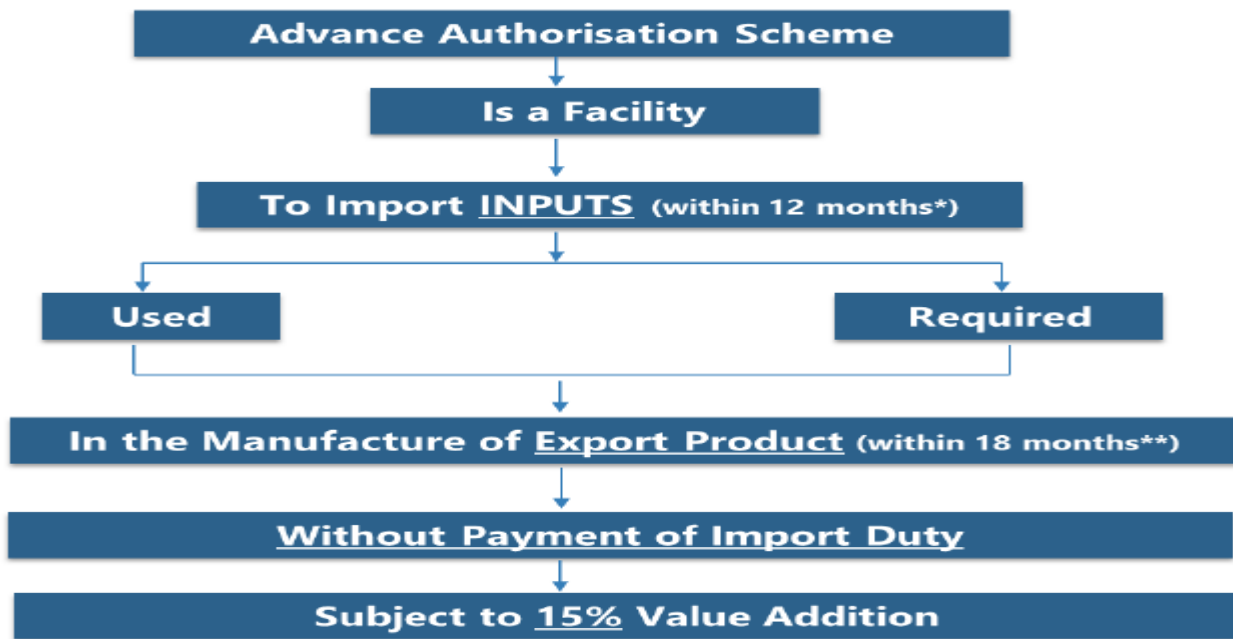 Advance Authorisation Scheme
Is a Facility
To Import INPUTS (within 12 months*)
Used
Required
In the Manufacture of Export Product (within 18 months**)
Without Payment of Import Duty
Subject to 15% Value Addition